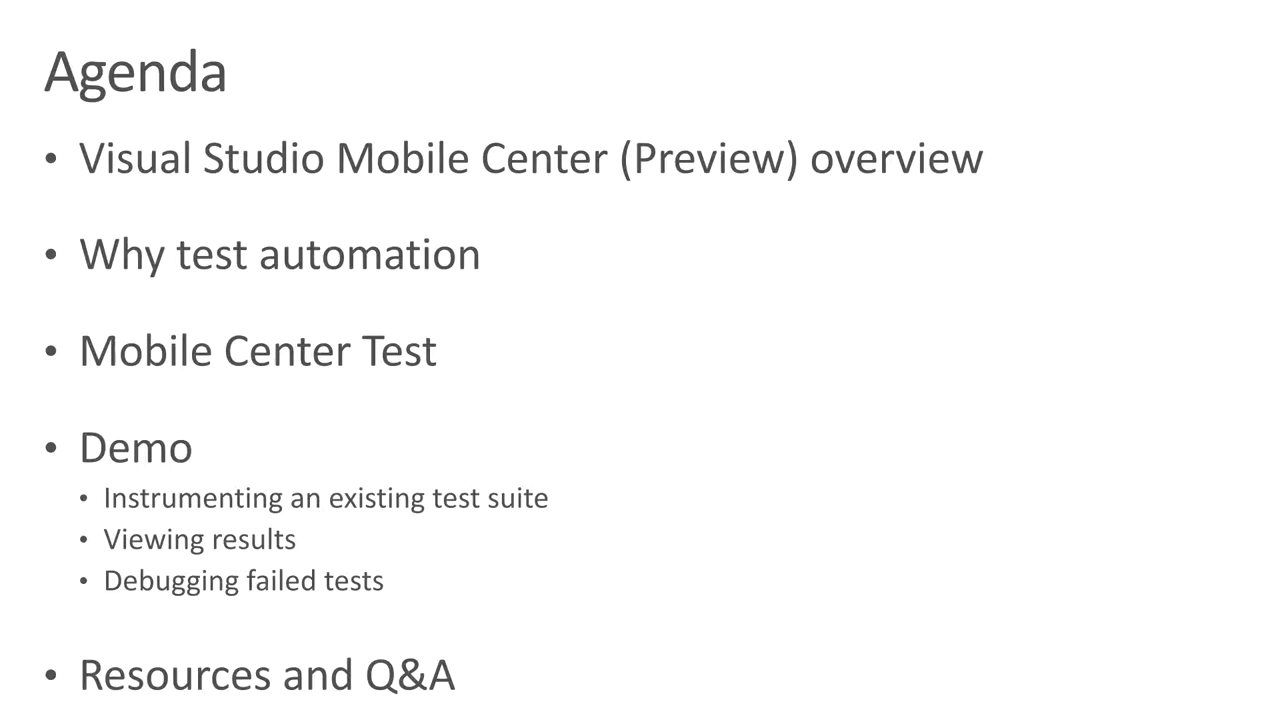 Agenda
• Visual Studio Mobile Center (Preview) overview
• Why test automation
• Mobile Center Test
• Demo
• Instrumenting an existing test suite
• Viewing results
• Debugging failed tests
• Resources and Q&A